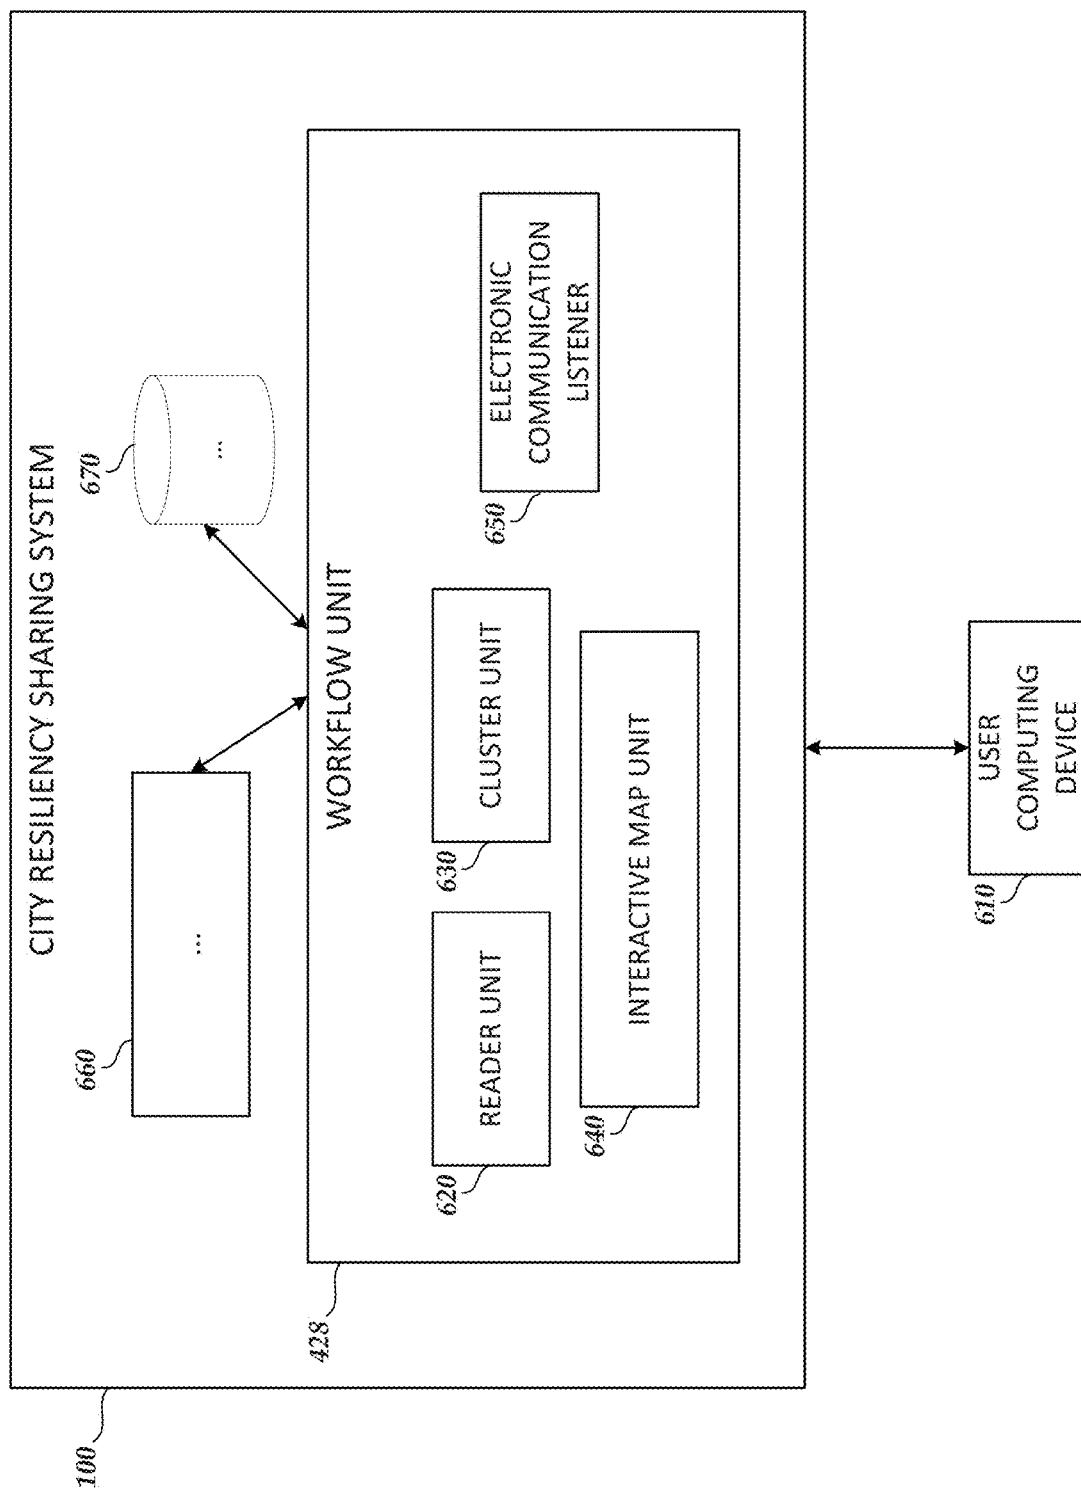 CITY RESILIENCY SHARING SYSTEM
100
660
...
670
...
WORKFLOW UNIT
428
620
READER UNIT
630
CLUSTER UNIT
640
INTERACTIVE MAP UNIT
650
ELECTRONIC
COMMUNICATION
LISTENER
610
USER
COMPUTING
DEVICE